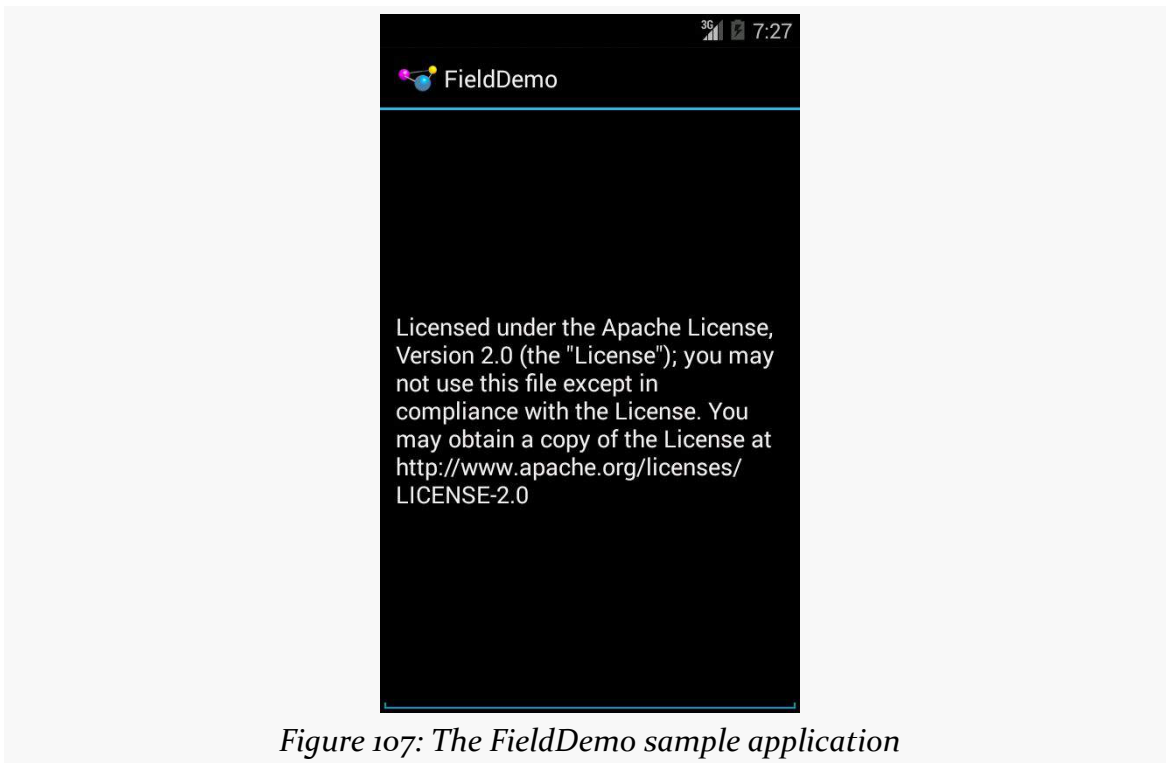 3G 7:27
FieldDemo
Licensed under the Apache License,
Version 2.0 (the "License"); you may
not use this file except in
compliance with the License. You
may obtain a copy of the License at
http://www.apache.org/licenses/
LICENSE-2.0
Figure 107: The FieldDemo sample application